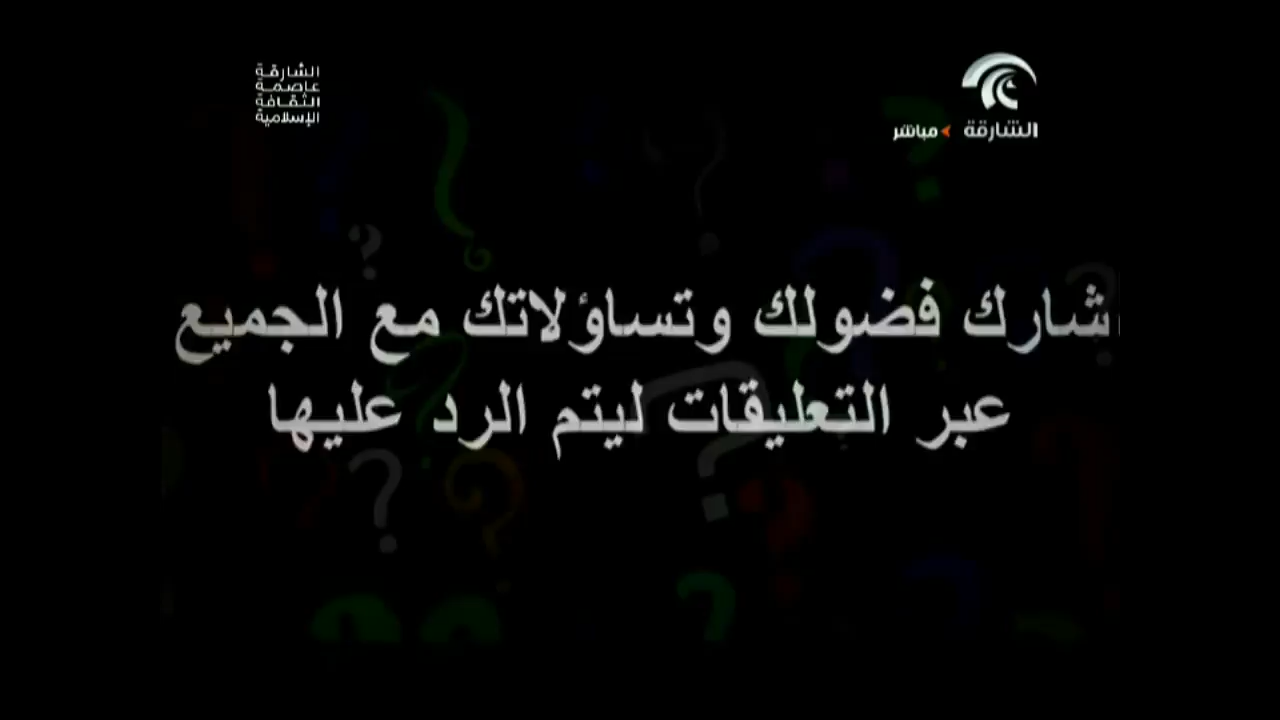 الشارقة
عاصمة
الثقافة
الإسلامية
الشارقة
مباشر
شارك فضولك وتساؤلاتك مع الجميع
عبر التعليقات ليتم الرد عليها